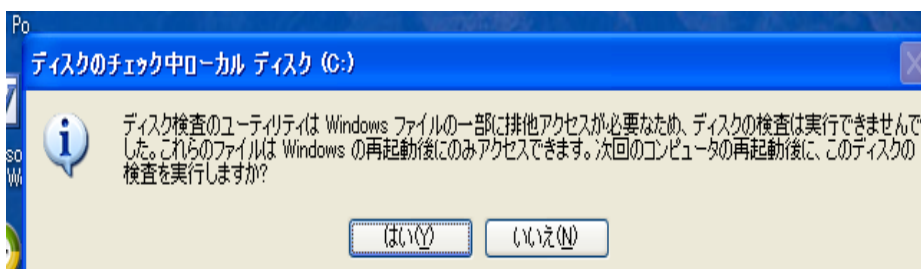 Po
ディスクのチェック中ローカル ディスク (C:)
ディスク検査のユーティリティは Windows ファイルの一部に排他アクセスが必要なため、ディスクの検査は実行できませんで
した。これらのファイルは Windows の再起動後にのみアクセスできます。次回のコンピュータの再起動後に、このディスクの
検査を実行しますか?
so
W
はい(Y)
いいえ(N)